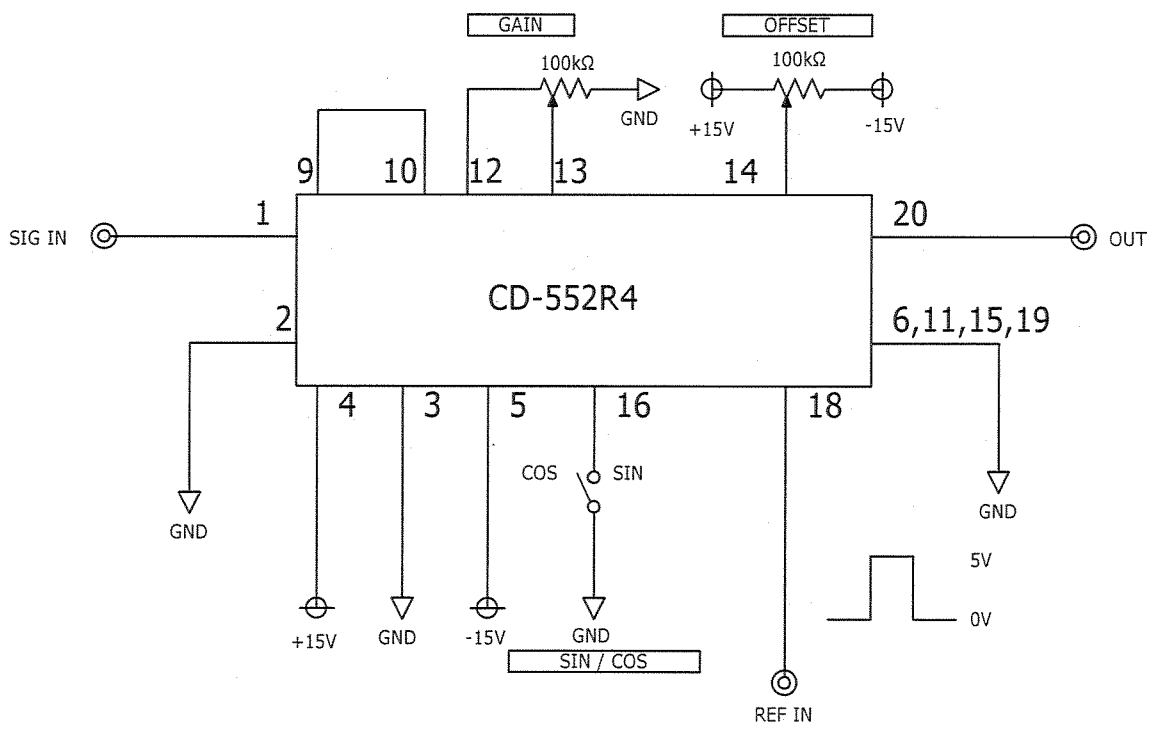 GAIN
OFFSET
100kΩ
100kΩ
GND
+15V
-15V
9
10
12
13
14
1
20
SIG IN
OUT
CD-552R4
2
6,11,15,19
4
3
5
16
18
COS
SIN
GND
GND
5V
0V
+15V
GND
-15V
GND
SIN / COS
REF IN